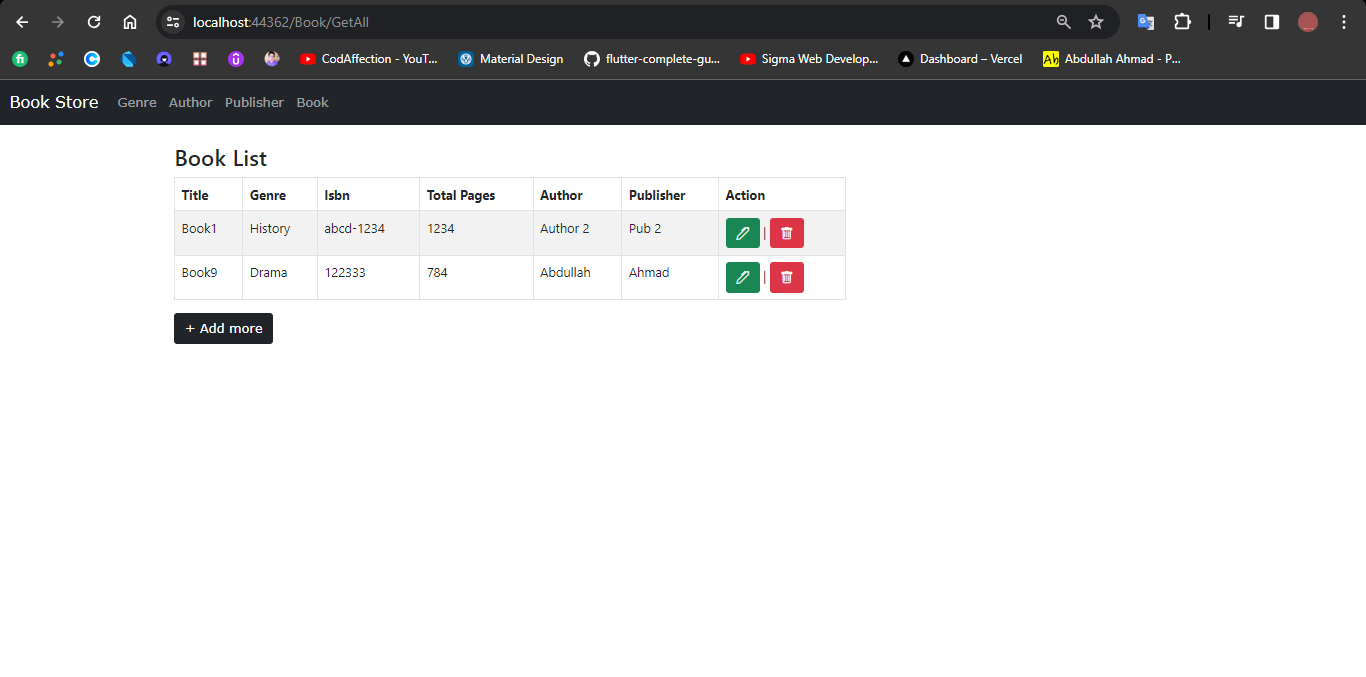 localhost:44362/Book/GetAll
CodAffection - YouT...
Material Design
flutter-complete-gu...
Sigma Web Develop...
Dashboard – Vercel
Ah Abdullah Ahmad - P...
Book Store Genre Author Publisher Book
Book List
Title Genre Isbn Total Pages Author Publisher Action
Book1 History abcd-1234 1234 Author 2 Pub 2 |
Book9 Drama 122333 784 Abdullah Ahmad |
+ Add more